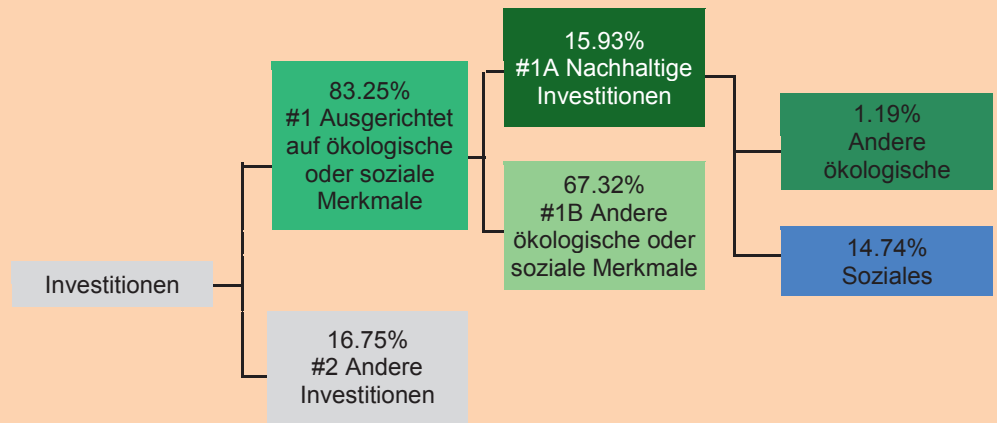 Investitionen
83.25%
#1 Ausgerichtet
auf ökologische
oder soziale
Merkmale
16.75%
#2 Andere
Investitionen
15.93%
#1A Nachhaltige
Investitionen
67.32%
#1B Andere
ökologische oder
soziale Merkmale
1.19%
Andere
ökologische
14.74%
Soziales